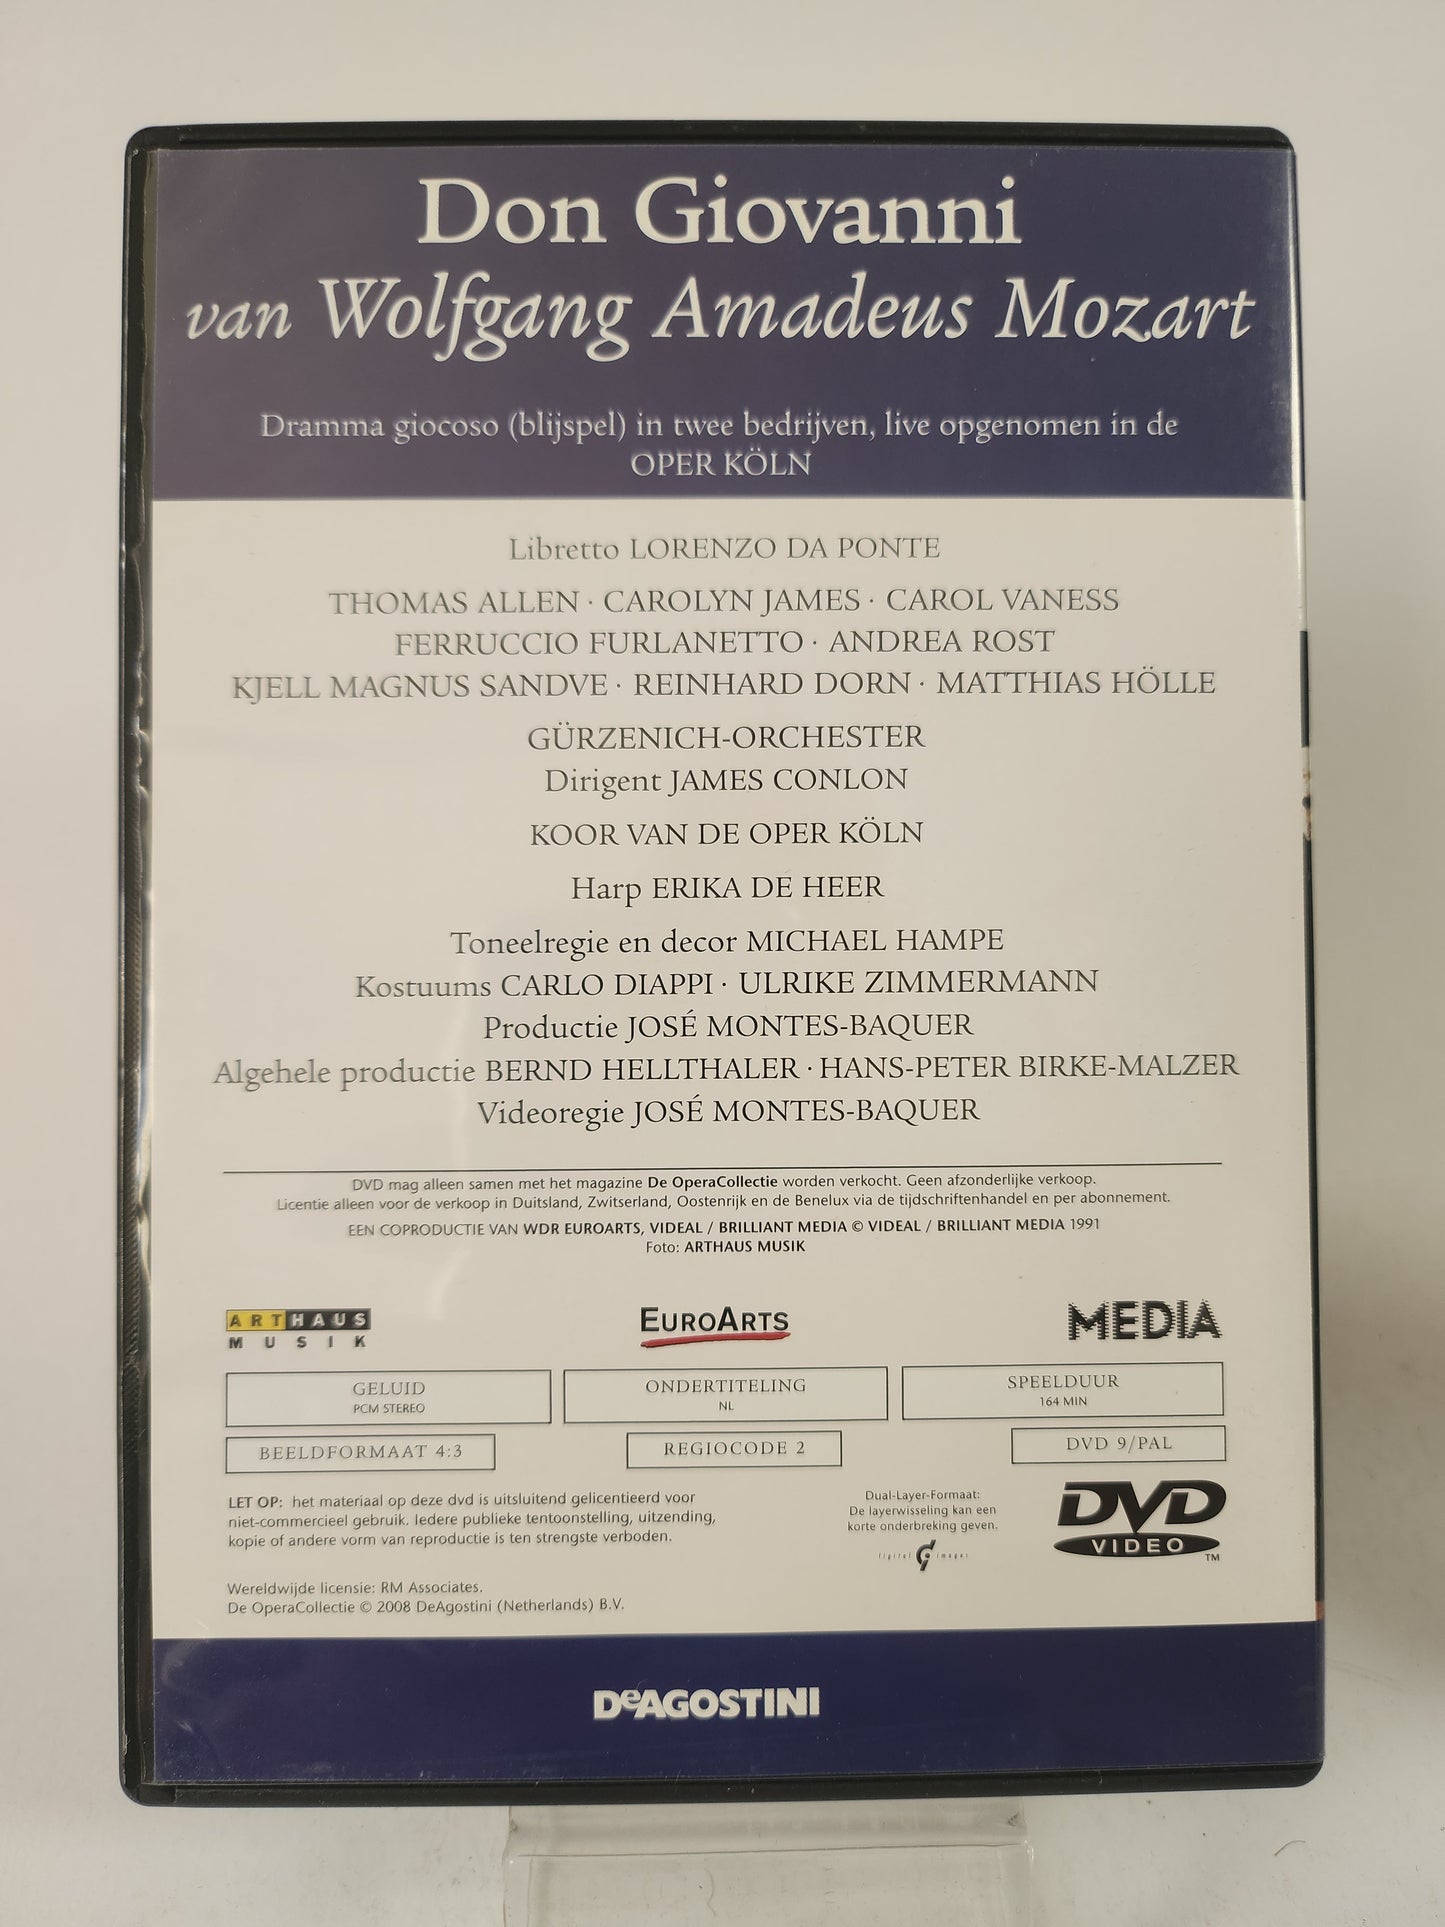 Don Giovanni
van Wolfgang Amadeus Mozart
Dramma giocoso (blijspel) in twee bedrijven, live opgenomen in de
OPER KÖLN
Libretto LORENZO DA PONTE
THOMAS ALLEN · CAROLYN JAMES · CAROL VANESS
FERRUCCIO FURLANETTO · ANDREA ROST
KJELL MAGNUS SANDVE · REINHARD DORN · MATTHIAS HÖLLE
GÜRZENICH-ORCHESTER
Dirigent JAMES CONLON
KOOR VAN DE OPER KÖLN
Harp ERIKA DE HEER
Toneelregie en decor MICHAEL HAMPE
Kostuums CARLO DIAPPI · ULRIKE ZIMMERMANN
Productie JOSÉ MONTES-BAQUER
Algehele productie BERND HELLTHALER · HANS-PETER BIRKE-MALZER
Videoregie JOSÉ MONTES-BAQUER
DVD mag alleen samen met het magazine De OperaCollectie worden verkocht. Geen afzonderlijke verkoop.
Licentie alleen voor de verkoop in Duitsland, Zwitserland, Oostenrijk en de Benelux via de tijdschriftenhandel en per abonnement.
EEN COPRODUCTIE VAN WDR EUROARTS, VIDEAL / BRILLIANT MEDIA © VIDEAL / BRILLIANT MEDIA 1991
Foto: ARTHAUS MUSIK
ARTHAUS
MUSIK
EUROARTS
MEDIA
GELUID
PCM STEREO
ONDERTITELING
NL
SPEELDUUR
164 MIN
BEELDFORMAAT 4:3
REGIOCODE 2
DVD 9/PAL
LET OP: het materiaal op deze dvd is uitsluitend gelicentieerd voor
niet-commercieel gebruik. Iedere publieke tentoonstelling, uitzending,
kopie of andere vorm van reproductie is ten strengste verboden.
Dual-Layer-Formaat:
De layerwisseling kan een
korte onderbreking geven.
digital images
DVD
VIDEO
TM
Wereldwijde licensie: RM Associates.
De OperaCollectie © 2008 DeAgostini (Netherlands) B.V.
DeAGOSTINI